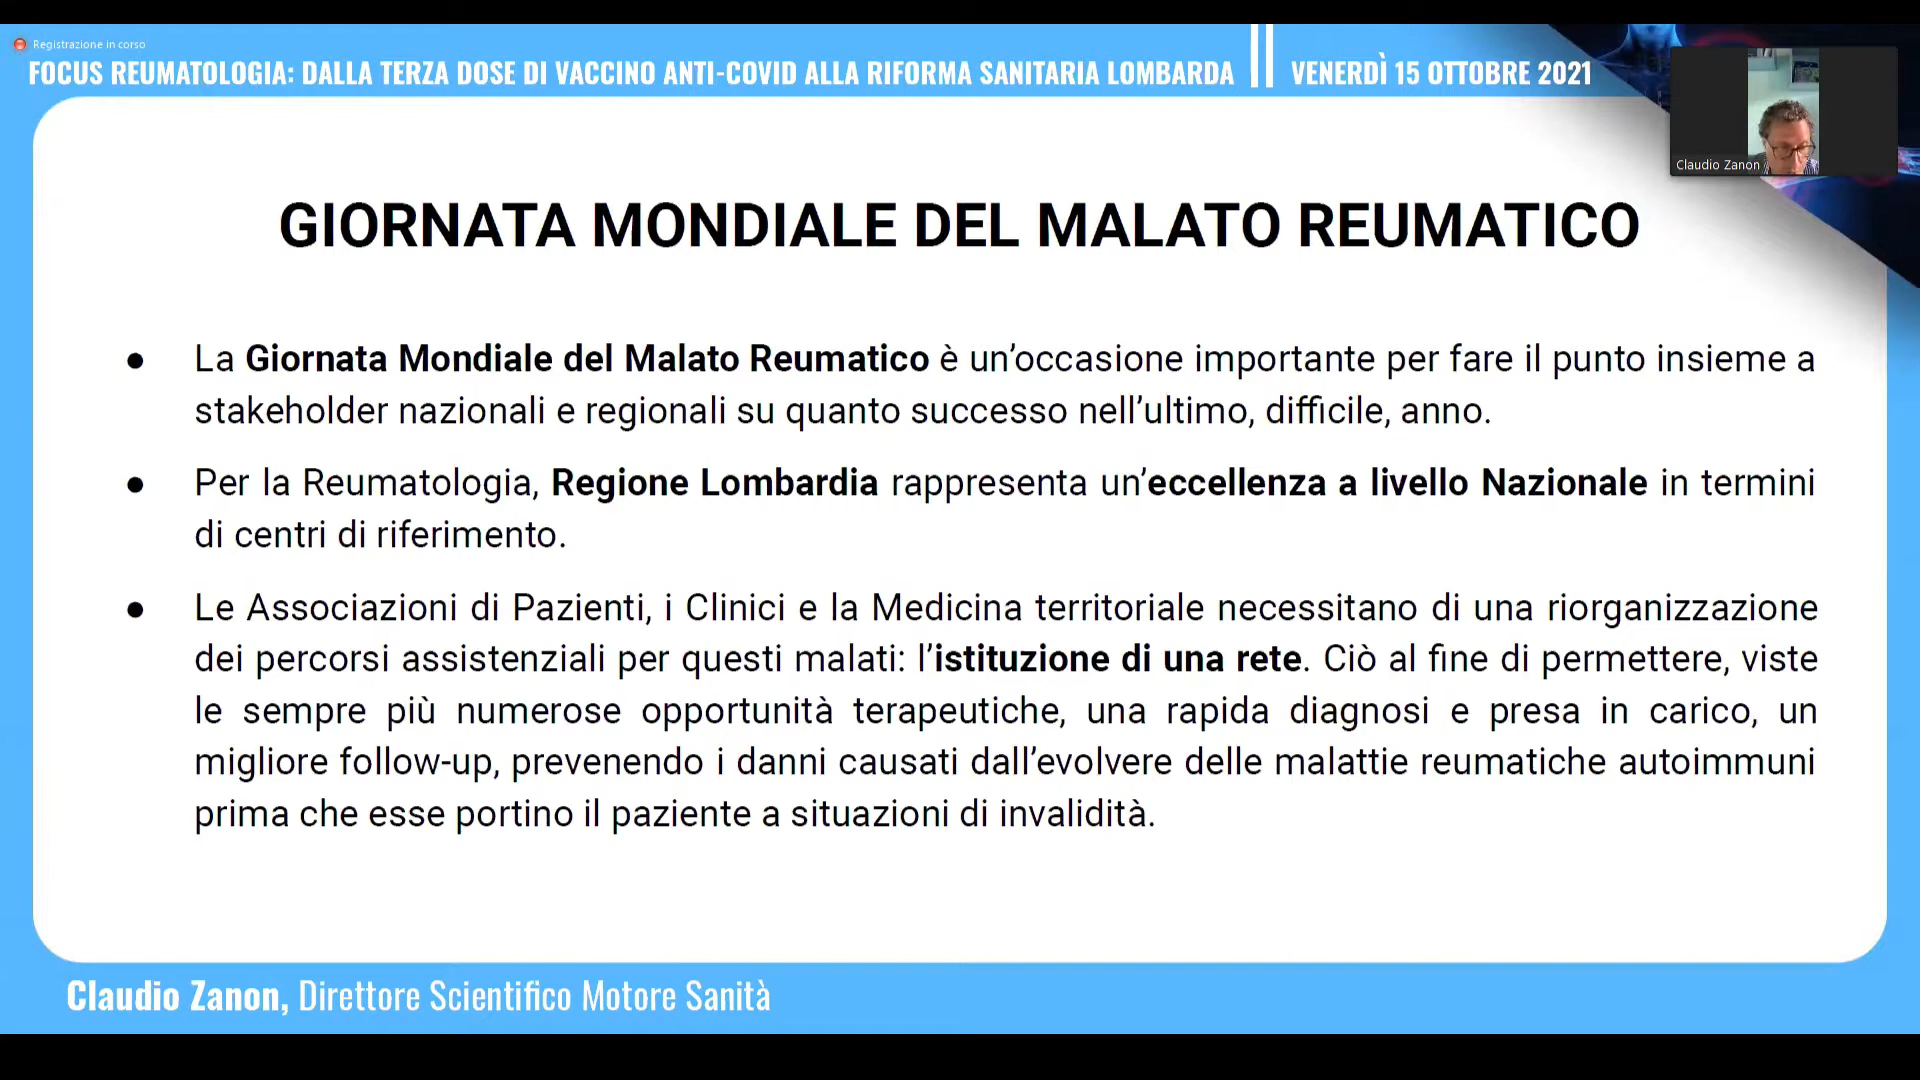 Registrazione in corso
FOCUS REUMATOLOGIA: DALLA TERZA DOSE DI VACCINO ANTI-COVID ALLA RIFORMA SANITARIA LOMBARDA || VENERDÌ 15 OTTOBRE 2021
Claudio Zanon
GIORNATA MONDIALE DEL MALATO REUMATICO
● La Giornata Mondiale del Malato Reumatico è un’occasione importante per fare il punto insieme a
stakeholder nazionali e regionali su quanto successo nell’ultimo, difficile, anno.
● Per la Reumatologia, Regione Lombardia rappresenta un’eccellenza a livello Nazionale in termini
di centri di riferimento.
● Le Associazioni di Pazienti, i Clinici e la Medicina territoriale necessitano di una riorganizzazione
dei percorsi assistenziali per questi malati: l’istituzione di una rete. Ciò al fine di permettere, viste
le sempre più numerose opportunità terapeutiche, una rapida diagnosi e presa in carico, un
migliore follow-up, prevenendo i danni causati dall’evolvere delle malattie reumatiche autoimmuni
prima che esse portino il paziente a situazioni di invalidità.
Claudio Zanon, Direttore Scientifico Motore Sanità